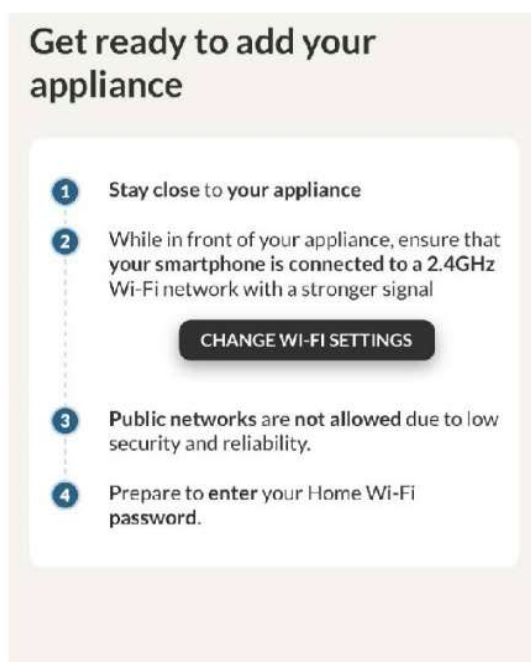 Get ready to add your
appliance
1 Stay close to your appliance
2 While in front of your appliance, ensure that
your smartphone is connected to a 2.4GHz
Wi-Fi network with a stronger signal
CHANGE WI-FI SETTINGS
3 Public networks are not allowed due to low
security and reliability.
4 Prepare to enter your Home Wi-Fi
password.